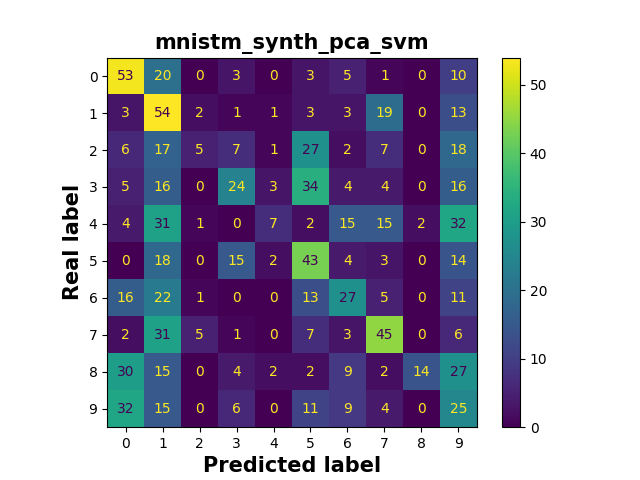 mnistm_synth_pca_svm
0 53 20 0 3 0 3 5 1 0 10
1 3 54 2 1 1 3 3 19 0 13
2 6 17 5 7 1 27 2 7 0 18
3 5 16 0 24 3 34 4 4 0 16
4 4 31 1 0 7 2 15 15 2 32
5 0 18 0 15 2 43 4 3 0 14
6 16 22 1 0 0 13 27 5 0 11
7 2 31 5 1 0 7 3 45 0 6
8 30 15 0 4 2 2 9 2 14 27
9 32 15 0 6 0 11 9 4 0 25
0 1 2 3 4 5 6 7 8 9
Predicted label
Real label
50
40
30
20
10
0